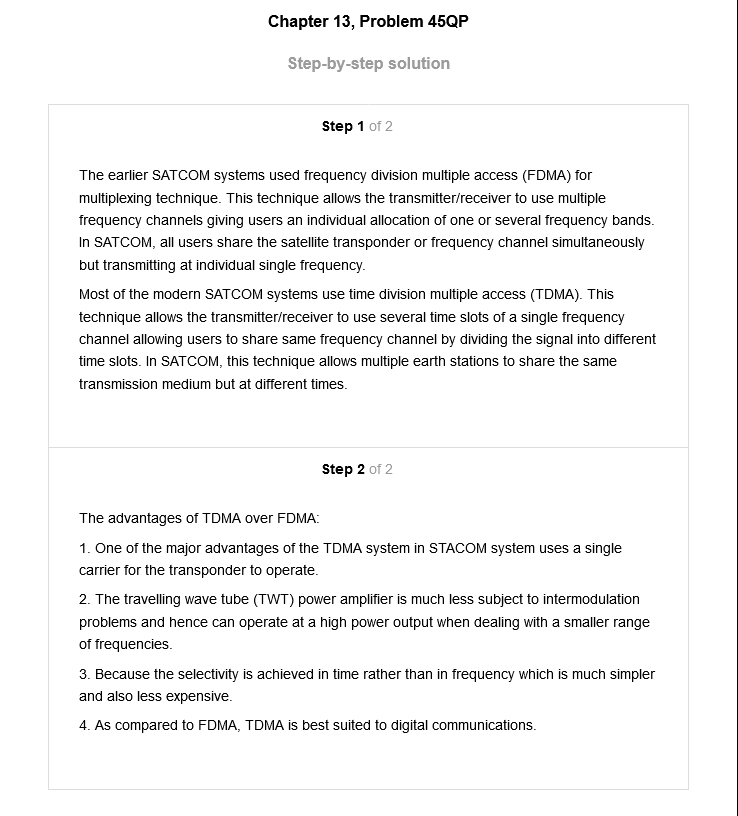 Chapter 13, Problem 45QP
Step-by-step solution
Step 1 of 2
The earlier SATCOM systems used frequency division multiple access (FDMA) for
multiplexing technique. This technique allows the transmitter/receiver to use multiple
frequency channels giving users an individual allocation of one or several frequency bands.
In SATCOM, all users share the satellite transponder or frequency channel simultaneously
but transmitting at individual single frequency.
Most of the modern SATCOM systems use time division multiple access (TDMA). This
technique allows the transmitter/receiver to use several time slots of a single frequency
channel allowing users to share same frequency channel by dividing the signal into different
time slots. In SATCOM, this technique allows multiple earth stations to share the same
transmission medium but at different times.
Step 2 of 2
The advantages of TDMA over FDMA:
1. One of the major advantages of the TDMA system in STACOM system uses a single
carrier for the transponder to operate.
2. The travelling wave tube (TWT) power amplifier is much less subject to intermodulation
problems and hence can operate at a high power output when dealing with a smaller range
of frequencies.
3. Because the selectivity is achieved in time rather than in frequency which is much simpler
and also less expensive.
4. As compared to FDMA, TDMA is best suited to digital communications.